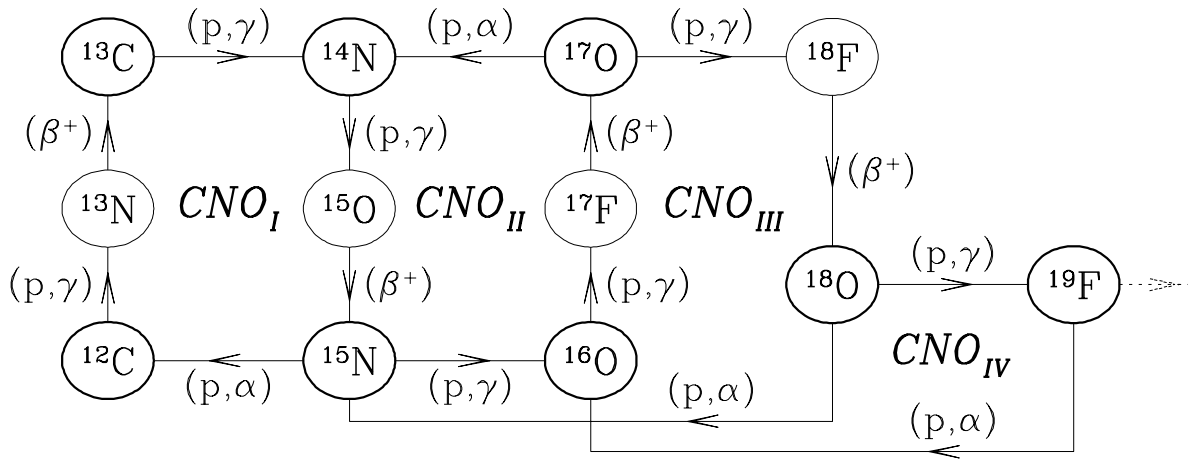 (p,γ) (p,α) (p,γ)
¹³C ¹⁴N ¹⁷O ¹⁸F
(β⁺) (p,γ) (β⁺) (β⁺)
¹³N CNO_I ¹⁵O CNO_II ¹⁷F CNO_III
(p,γ) (β⁺) (p,γ) (p,γ)
¹⁸O ¹⁹F
¹²C ¹⁵N ¹⁶O CNO_IV
(p,α) (p,γ) (p,α)
(p,α)